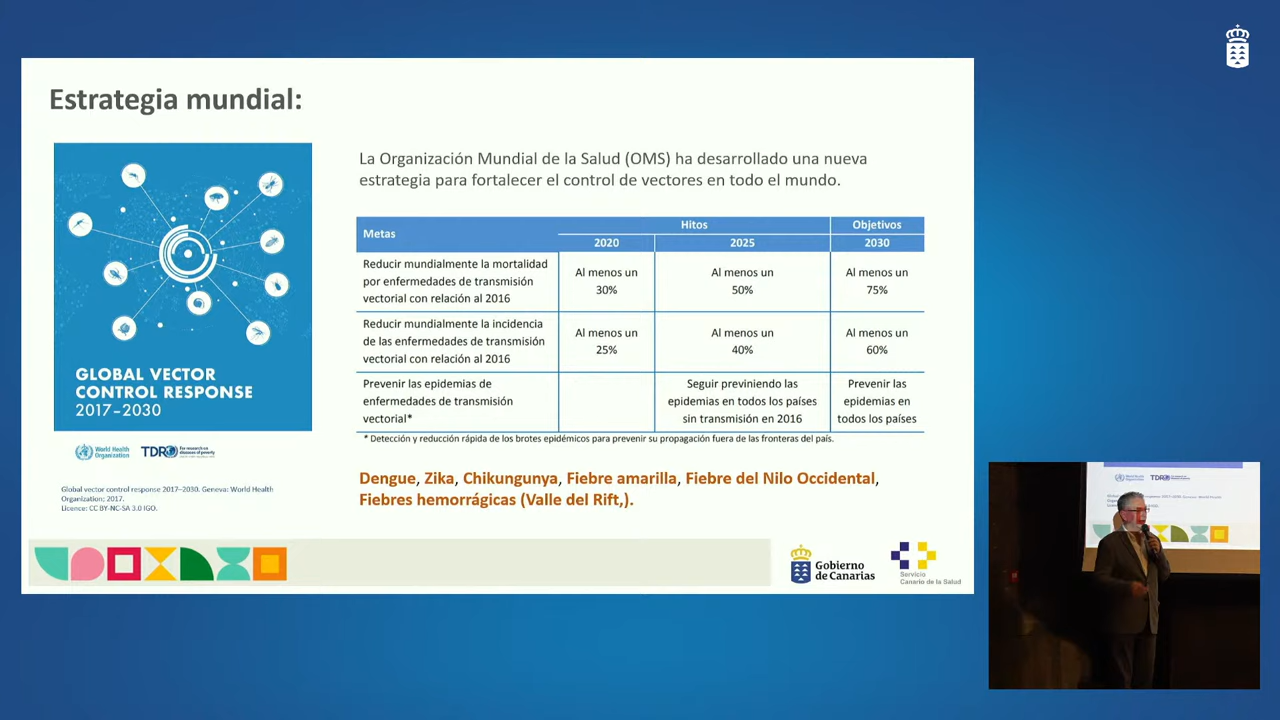 Estrategia mundial:
GLOBAL VECTOR
CONTROL RESPONSE
2017–2030
World Health
Organization
TDR
For research on
diseases of poverty
Global vector control response 2017–2030. Geneva: World Health
Organization; 2017.
Licence: CC BY-NC-SA 3.0 IGO.
La Organización Mundial de la Salud (OMS) ha desarrollado una nueva
estrategia para fortalecer el control de vectores en todo el mundo.
Metas
Hitos
Objetivos
2020
2025
2030
Reducir mundialmente la mortalidad
por enfermedades de transmisión
vectorial con relación al 2016
Al menos un
30%
Al menos un
50%
Al menos un
75%
Reducir mundialmente la incidencia
de las enfermedades de transmisión
vectorial con relación al 2016
Al menos un
25%
Al menos un
40%
Al menos un
60%
Prevenir las epidemias de
enfermedades de transmisión
vectorial*
Seguir previniendo las
epidemias en todos los países
sin transmisión en 2016
Prevenir las
epidemias en
todos los países
* Detección y reducción rápida de los brotes epidémicos para prevenir su propagación fuera de las fronteras del país.
Dengue, Zika, Chikungunya, Fiebre amarilla, Fiebre del Nilo Occidental,
Fiebres hemorrágicas (Valle del Rift,).
Gobierno
de Canarias
Servicio
Canario de la Salud
TDR